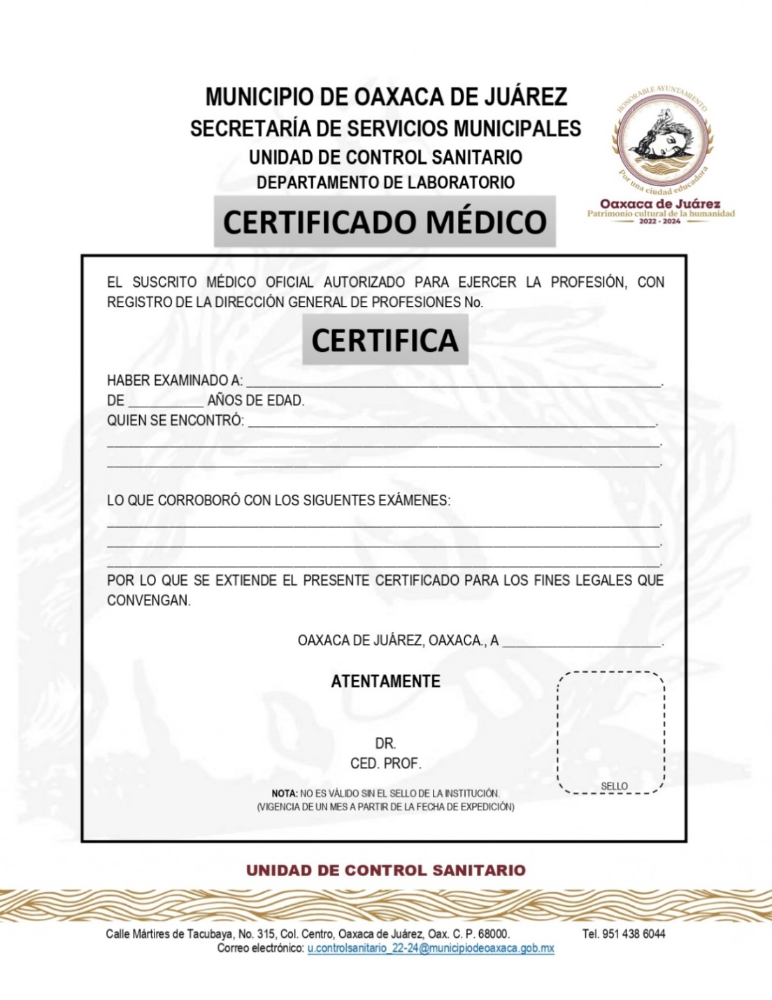 MUNICIPIO DE OAXACA DE JUÁREZ
SECRETARÍA DE SERVICIOS MUNICIPALES
UNIDAD DE CONTROL SANITARIO
DEPARTAMENTO DE LABORATORIO
CERTIFICADO MÉDICO
HONORABLE AYUNTAMIENTO
Por una ciudad educadora
Oaxaca de Juárez
Patrimonio cultural de la humanidad
2022 - 2024
EL SUSCRITO MÉDICO OFICIAL AUTORIZADO PARA EJERCER LA PROFESIÓN, CON
REGISTRO DE LA DIRECCIÓN GENERAL DE PROFESIONES No.
CERTIFICA
HABER EXAMINADO A: ______________________________.
DE __________ AÑOS DE EDAD.
QUIEN SE ENCONTRÓ: ______________________________.
______________________________.
______________________________.
LO QUE CORROBORÓ CON LOS SIGUENTES EXÁMENES:
______________________________.
______________________________.
______________________________.
POR LO QUE SE EXTIENDE EL PRESENTE CERTIFICADO PARA LOS FINES LEGALES QUE
CONVENGAN.
OAXACA DE JUÁREZ, OAXACA., A ____________________.
ATENTAMENTE
DR.
CED. PROF.
SELLO
NOTA: NO ES VÁLIDO SIN EL SELLO DE LA INSTITUCIÓN.
(VIGENCIA DE UN MES A PARTIR DE LA FECHA DE EXPEDICIÓN)
UNIDAD DE CONTROL SANITARIO
Calle Mártires de Tacubaya, No. 315, Col. Centro, Oaxaca de Juárez, Oax. C. P. 68000. Tel. 951 438 6044
Correo electrónico: u.controlsanitario_22-24@municipiodeoaxaca.gob.mx